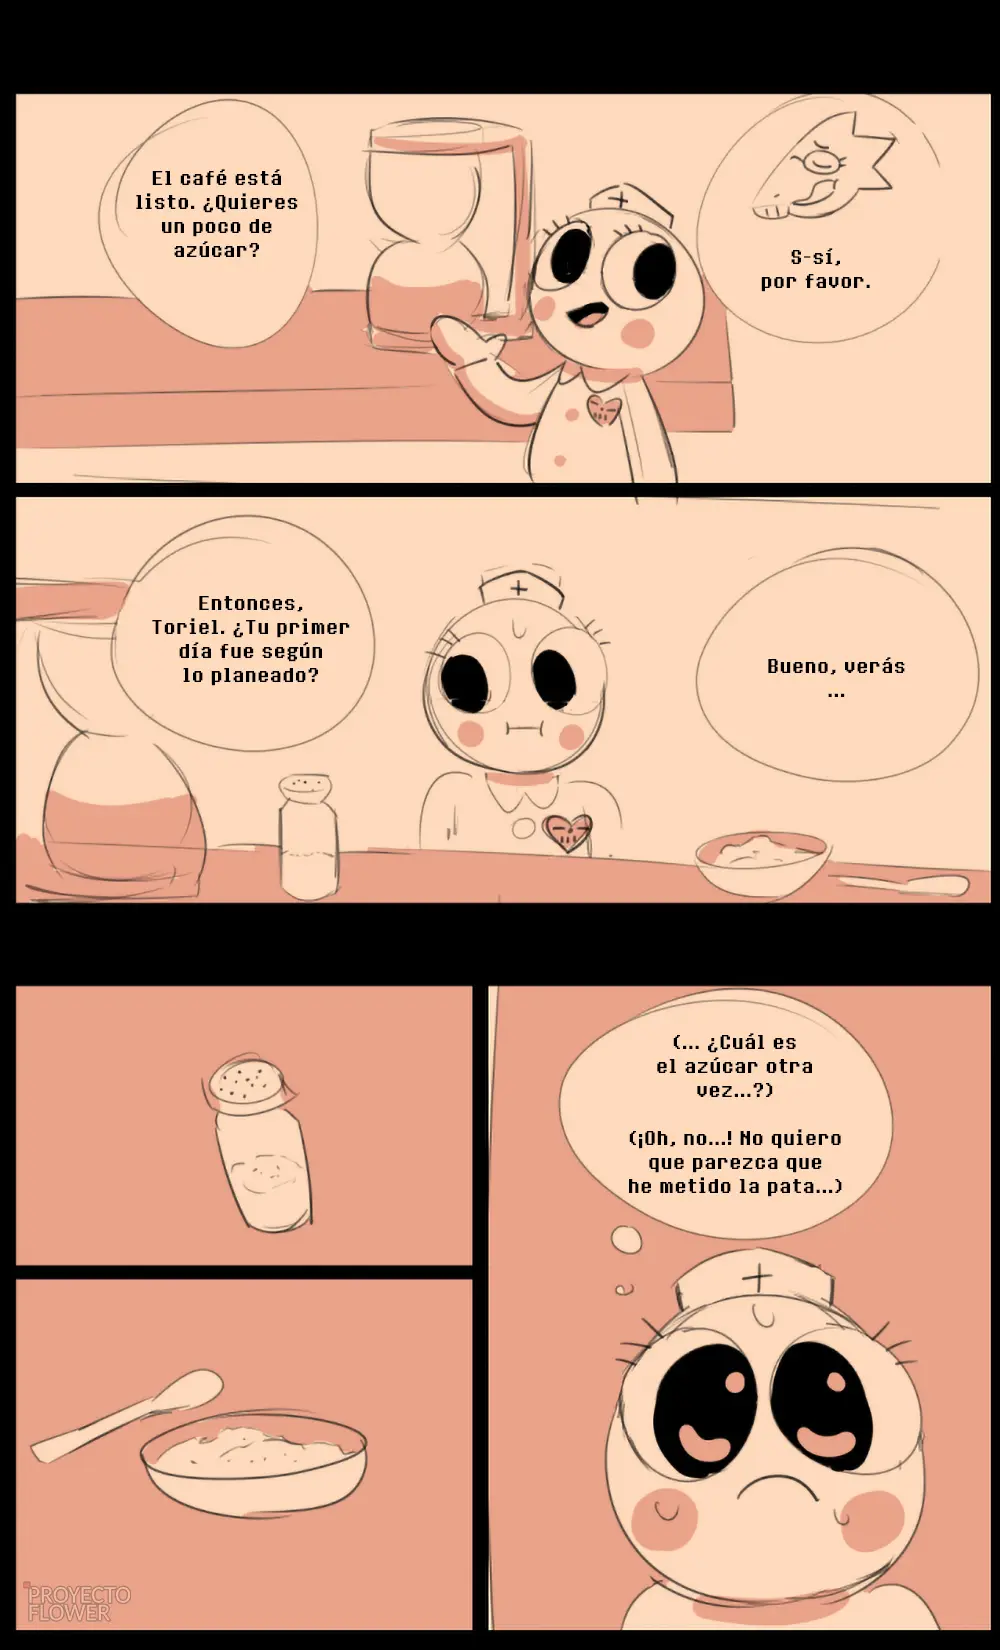 El café está
listo. ¿Quieres
un poco de
azúcar?
S-sí,
por favor.
Entonces,
Toriel. ¿Tu primer
día fue según
lo planeado?
Bueno, verás
...
(... ¿Cuál es
el azúcar otra
vez...?)
(¡Oh, no...! No quiero
que parezca que
he metido la pata...)
PROYECTO
FLOWER